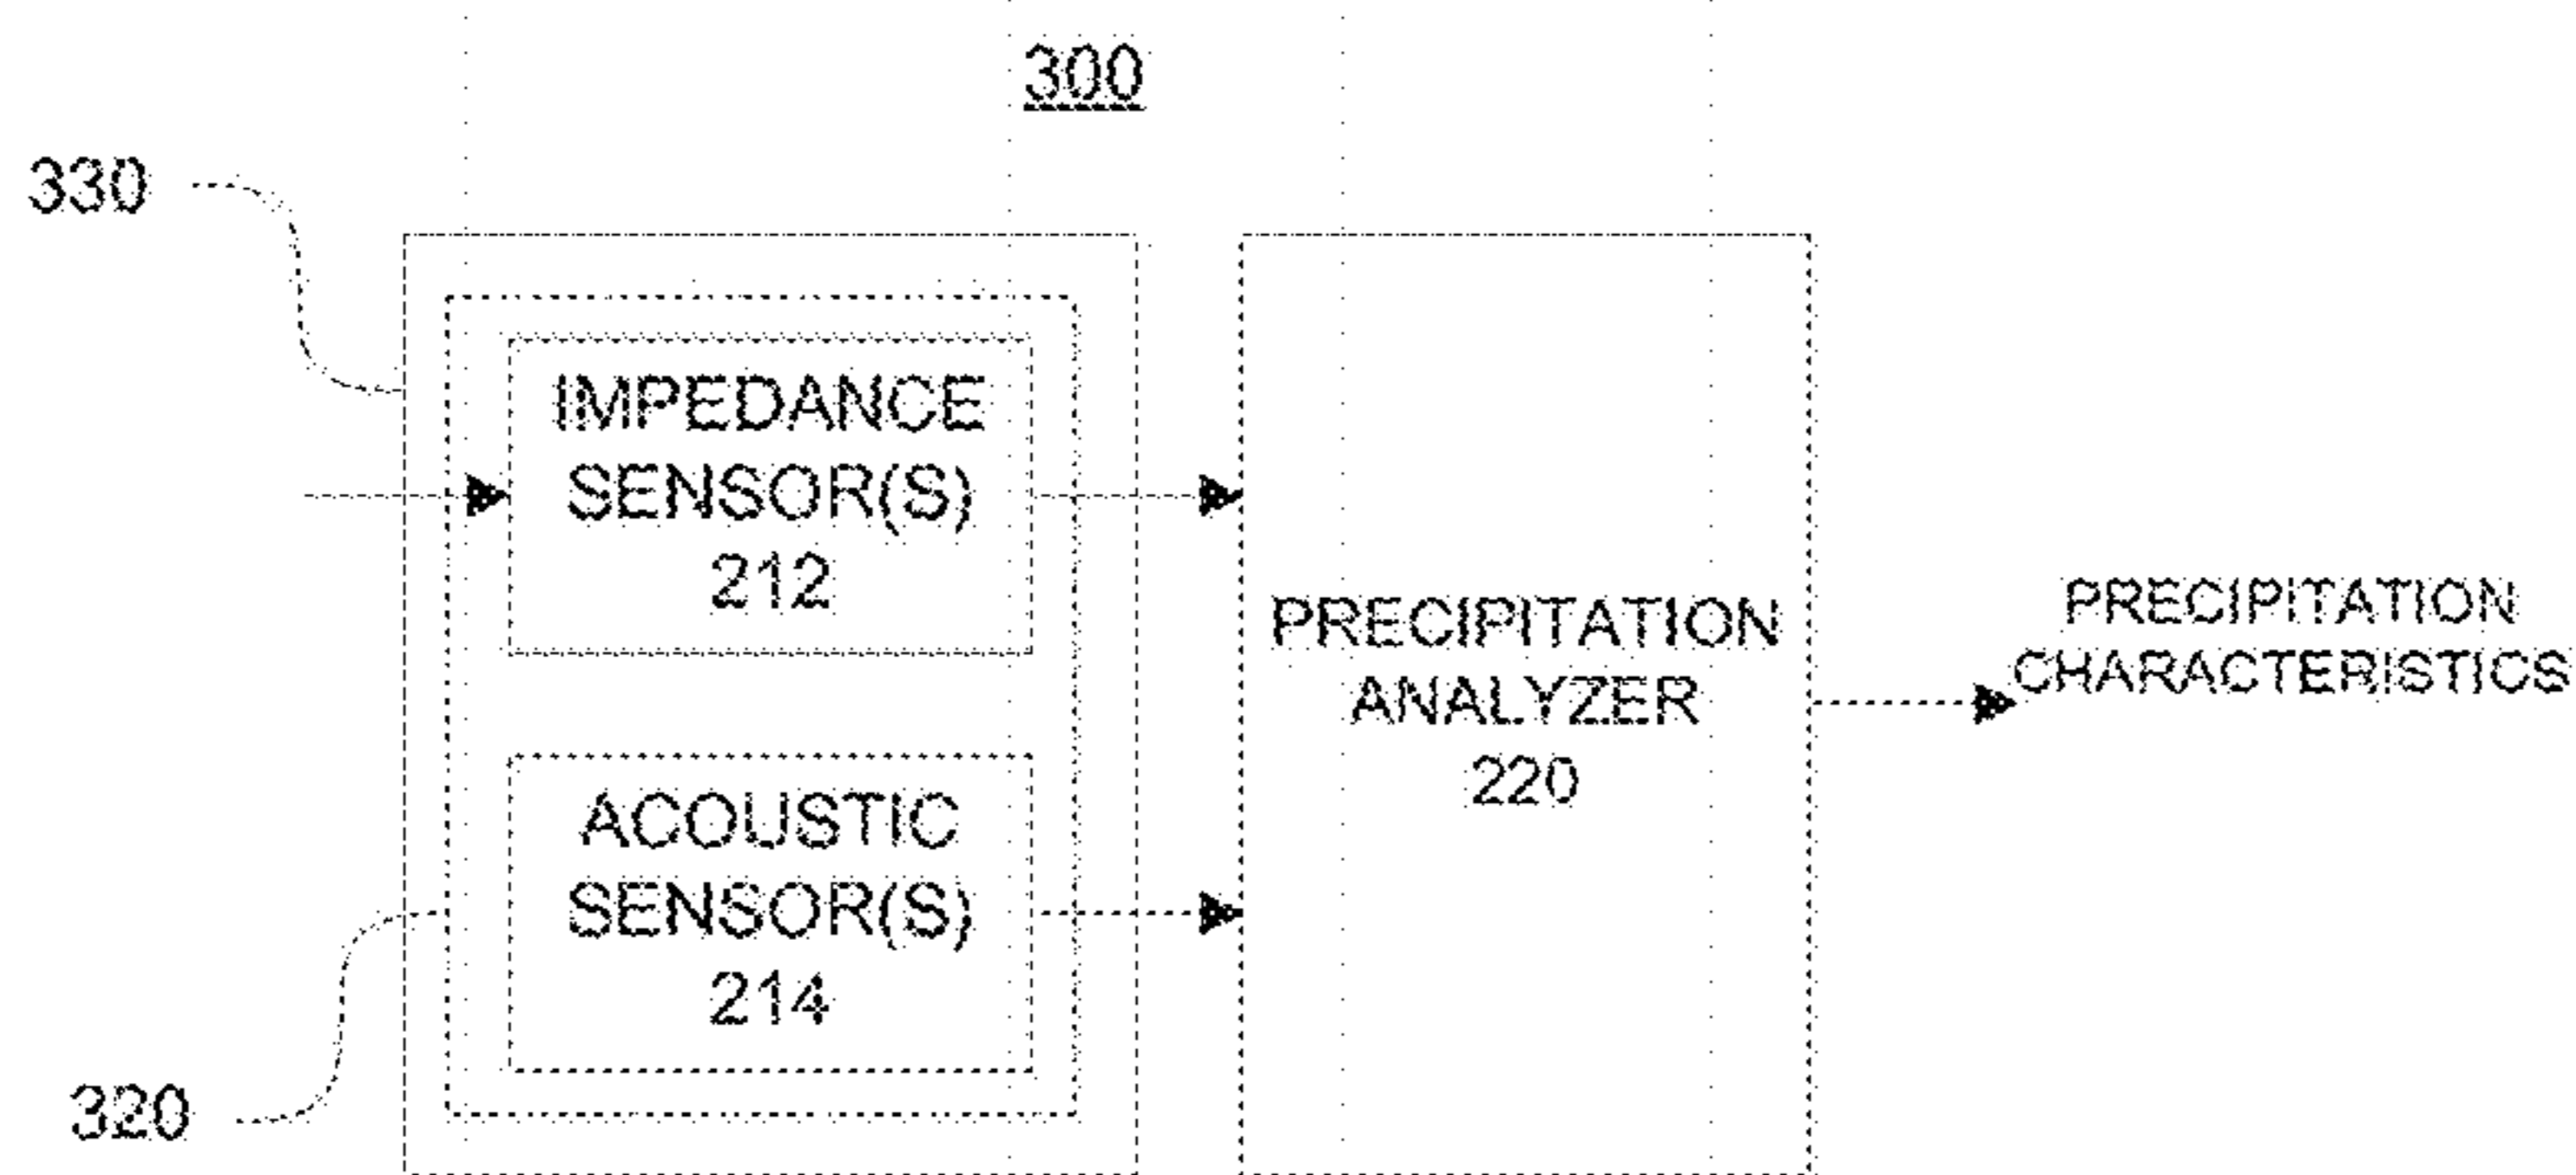 300
330
IMPEDANCE
SENSOR(S)
212
PRECIPITATION
ANALYZER
220
PRECIPITATION
CHARACTERISTICS
ACOUSTIC
SENSOR(S)
214
320